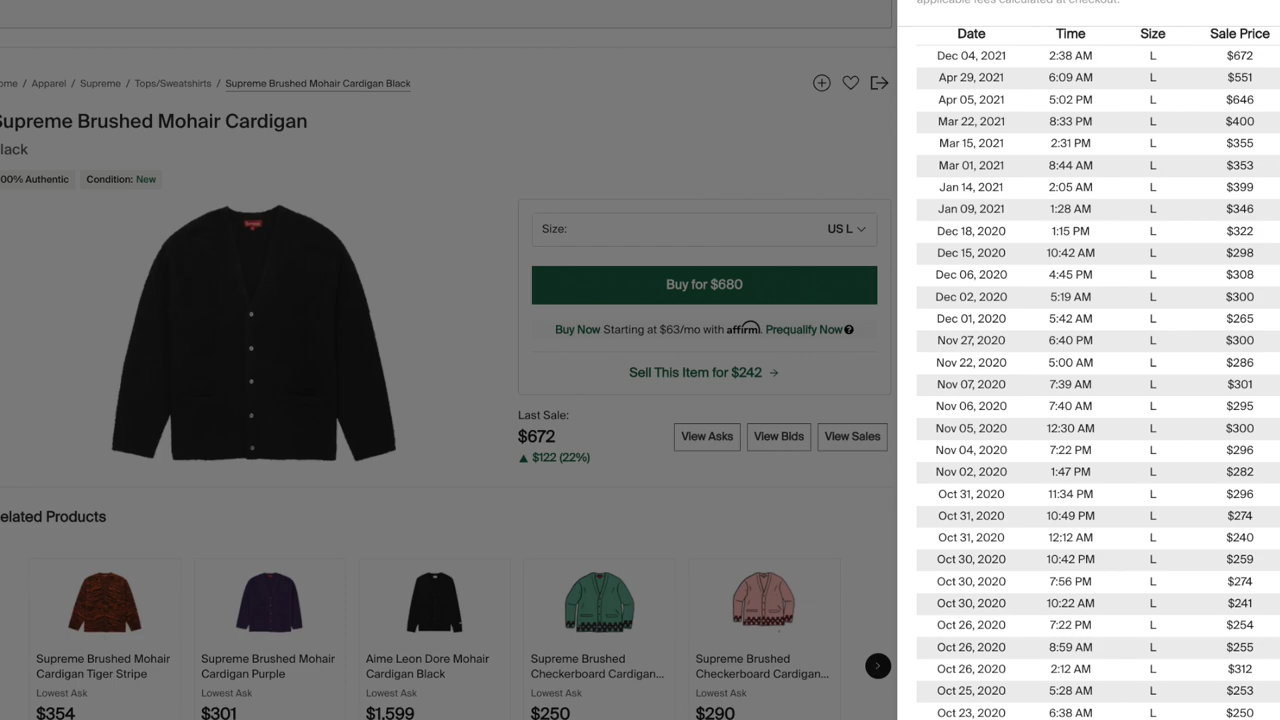 applicable fees calculated at checkout.
ome / Apparel / Supreme / Tops/Sweatshirts / Supreme Brushed Mohair Cardigan Black
Supreme Brushed Mohair Cardigan
lack
00% Authentic Condition: New
Supreme
Size: US L
Buy for $680
Buy Now Starting at $63/mo with affirm. Prequalify Now ?
Sell This Item for $242 →
Last Sale:
$672
▲ $122 (22%)
View Asks View Bids View Sales
elated Products
Supreme Brushed Mohair
Cardigan Tiger Stripe
Lowest Ask
$354
Supreme Brushed Mohair
Cardigan Purple
Lowest Ask
$301
Aime Leon Dore Mohair
Cardigan Black
Lowest Ask
$1,599
Supreme Brushed
Checkerboard Cardigan...
Lowest Ask
$250
Supreme Brushed
Checkerboard Cardigan...
Lowest Ask
$290
Date Time Size Sale Price
Dec 04, 2021 2:38 AM L $672
Apr 29, 2021 6:09 AM L $551
Apr 05, 2021 5:02 PM L $646
Mar 22, 2021 8:33 PM L $400
Mar 15, 2021 2:31 PM L $355
Mar 01, 2021 8:44 AM L $353
Jan 14, 2021 2:05 AM L $399
Jan 09, 2021 1:28 AM L $346
Dec 18, 2020 1:15 PM L $322
Dec 15, 2020 10:42 AM L $298
Dec 06, 2020 4:45 PM L $308
Dec 02, 2020 5:19 AM L $300
Dec 01, 2020 5:42 AM L $265
Nov 27, 2020 6:40 PM L $300
Nov 22, 2020 5:00 AM L $286
Nov 07, 2020 7:39 AM L $301
Nov 06, 2020 7:40 AM L $295
Nov 05, 2020 12:30 AM L $300
Nov 04, 2020 7:22 PM L $296
Nov 02, 2020 1:47 PM L $282
Oct 31, 2020 11:34 PM L $296
Oct 31, 2020 10:49 PM L $274
Oct 31, 2020 12:12 AM L $240
Oct 30, 2020 10:42 PM L $259
Oct 30, 2020 7:56 PM L $274
Oct 30, 2020 10:22 AM L $241
Oct 26, 2020 7:22 PM L $254
Oct 26, 2020 8:59 AM L $255
Oct 26, 2020 2:12 AM L $312
Oct 25, 2020 5:28 AM L $253
Oct 23, 2020 6:38 AM L $250